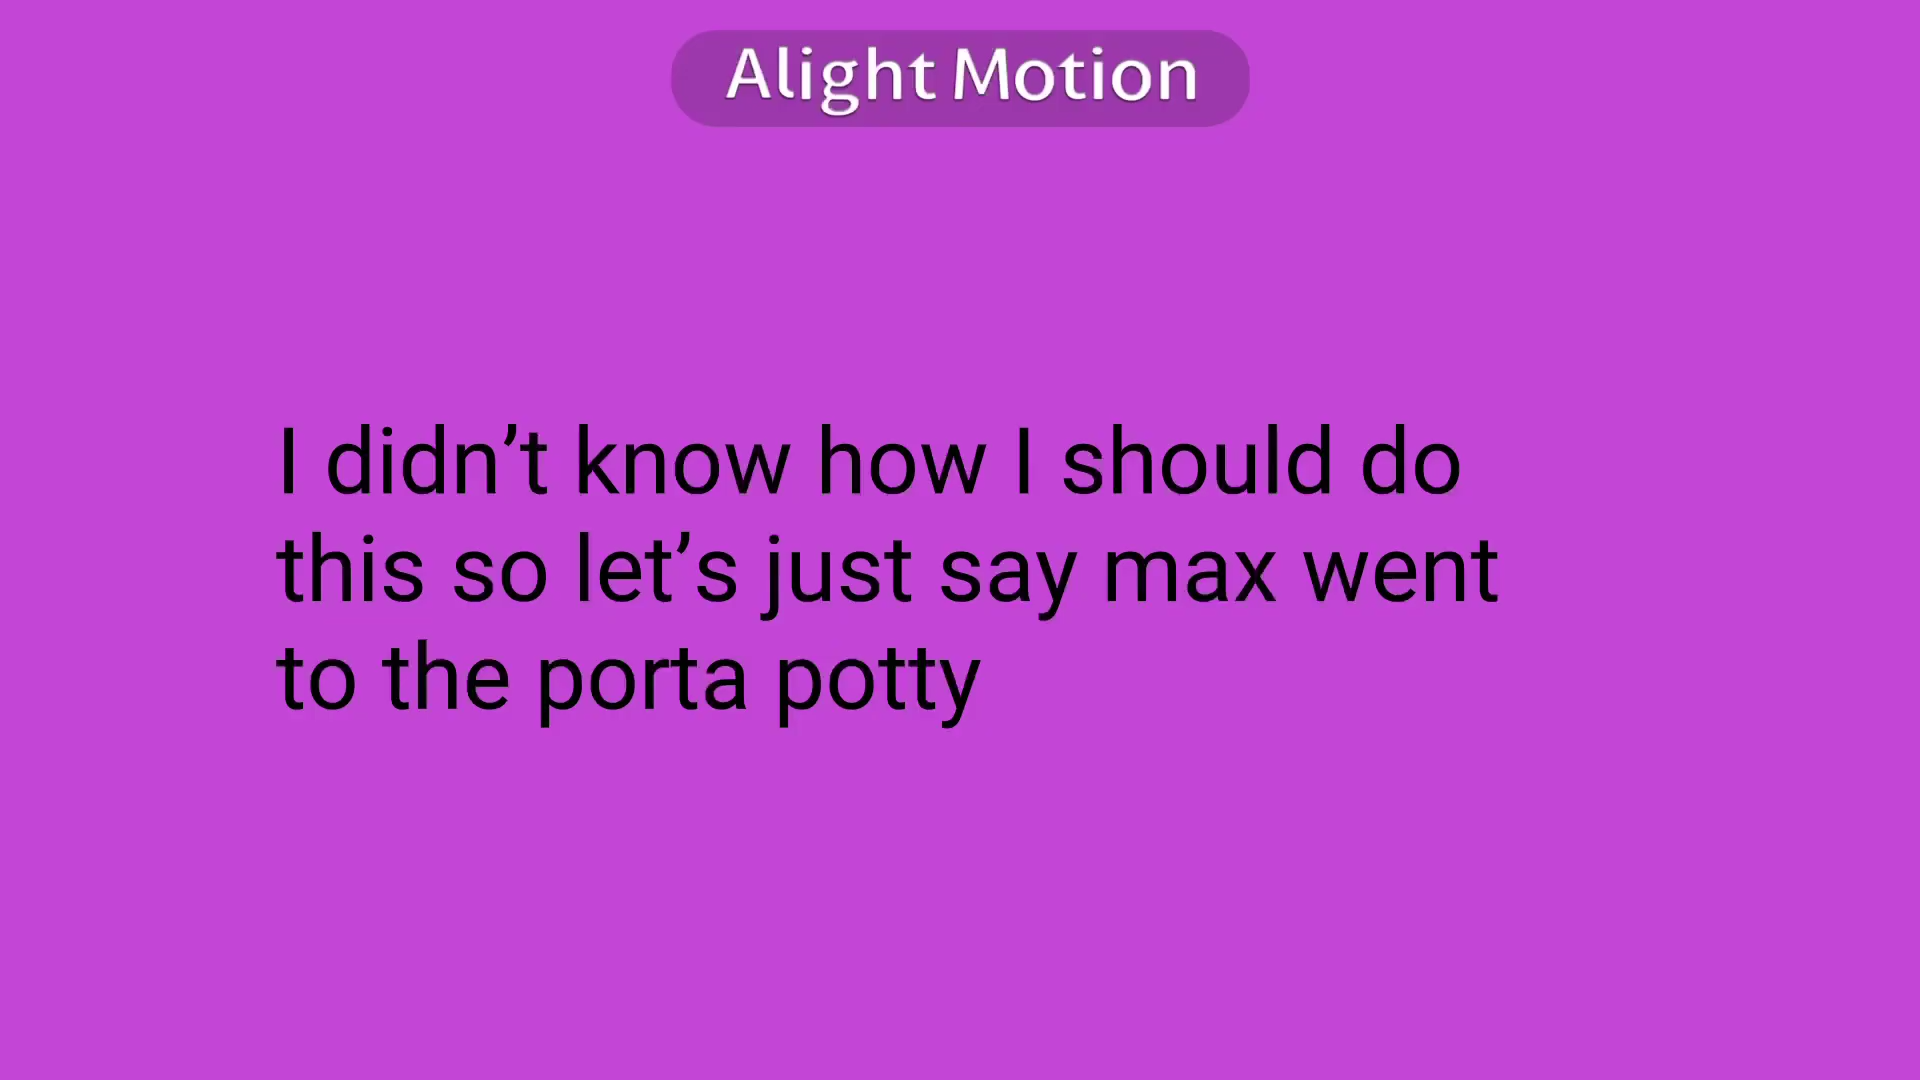 Alight Motion
I didn’t know how I should do
this so let’s just say max went
to the porta potty